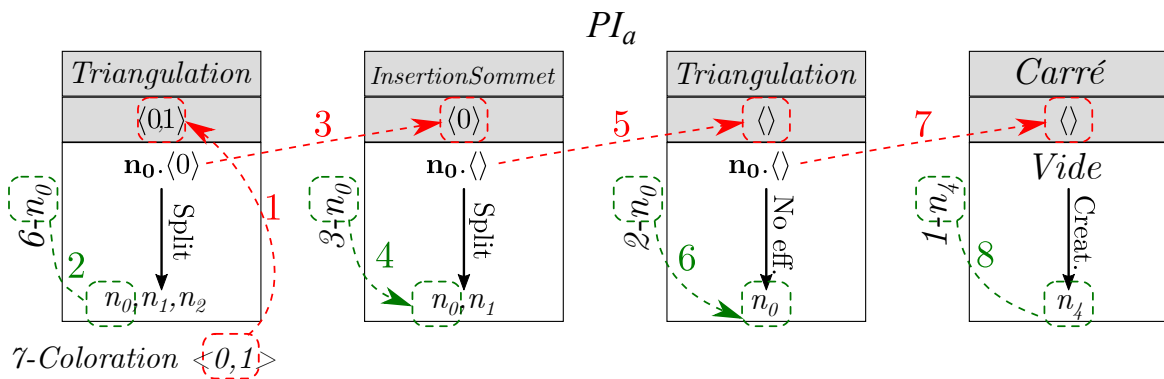 PI_a
Triangulation
⟨0,1⟩
n₀.⟨0⟩
Split
n₀,n₁,n₂
6-n₀
2
1
7-Coloration <0,1>
3
InsertionSommet
⟨0⟩
n₀.⟨⟩
Split
n₀,n₁
3-n₀
4
5
Triangulation
⟨⟩
n₀.⟨⟩
No eff.
n₀
2-n₀
6
7
Carré
⟨⟩
Vide
Creat.
n₄
1-n₄
8